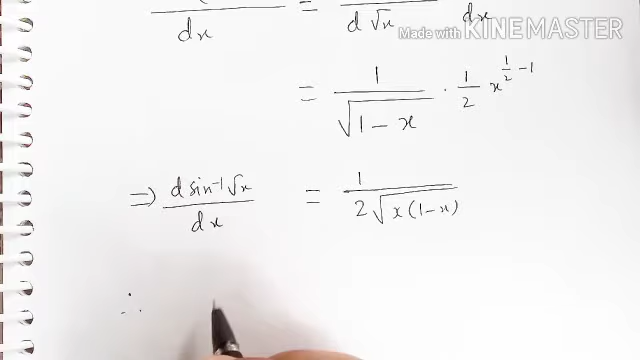 dx = d√x dx
Made with KINEMASTER
= 1/√(1-x) · 1/2 x^(1/2 -1)
⇒ d sin⁻¹√x/dx = 1/(2√(x(1-x)))
∴